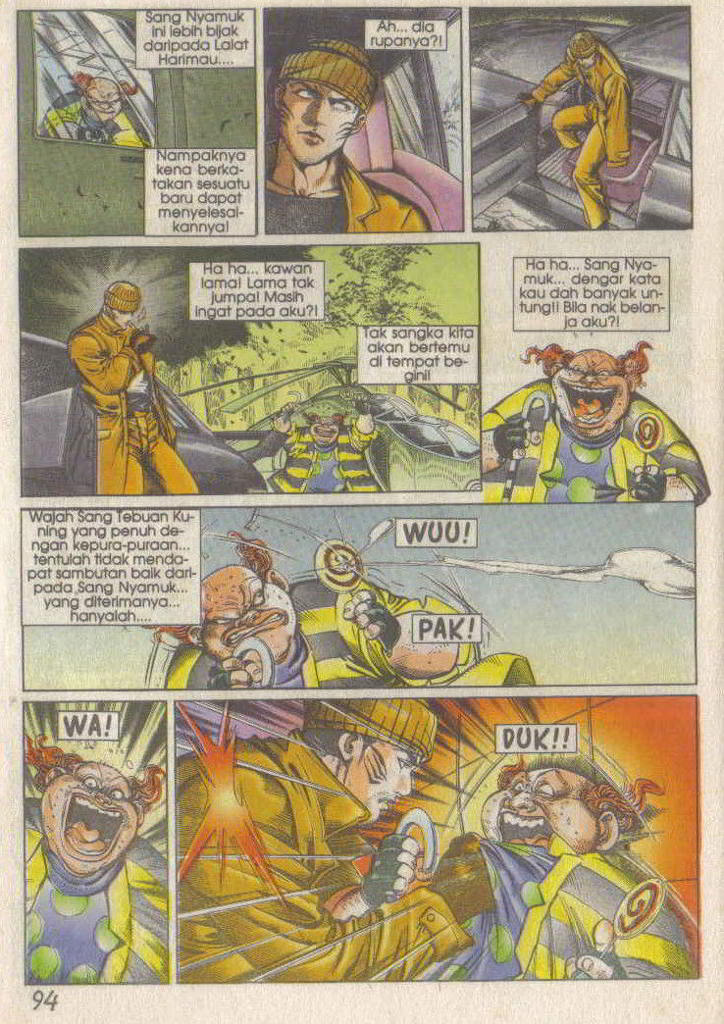 Sang Nyamuk
ini lebih bijak
daripada Lalat
Harimau....
Nampaknya
kena berka-
takan sesuatu
baru dapat
menyelesai-
kannya!
Ah... dia
rupanya?!
Ha ha... kawan
lama! Lama tak
jumpa! Masih
ingat pada aku?!
Tak sangka kita
akan bertemu
di tempat be-
gini!
Ha ha... Sang Nya-
muk... dengar kata
kau dah banyak un-
tung!! Bila nak belan-
ja aku?!
Wajah Sang Tebuan Ku-
ning yang penuh de-
ngan kepura-puraan...
tentulah tidak menda-
pat sambutan baik dari-
pada Sang Nyamuk...
yang diterimanya...
hanyalah....
WUU!
PAK!
WA!
DUK!!
94